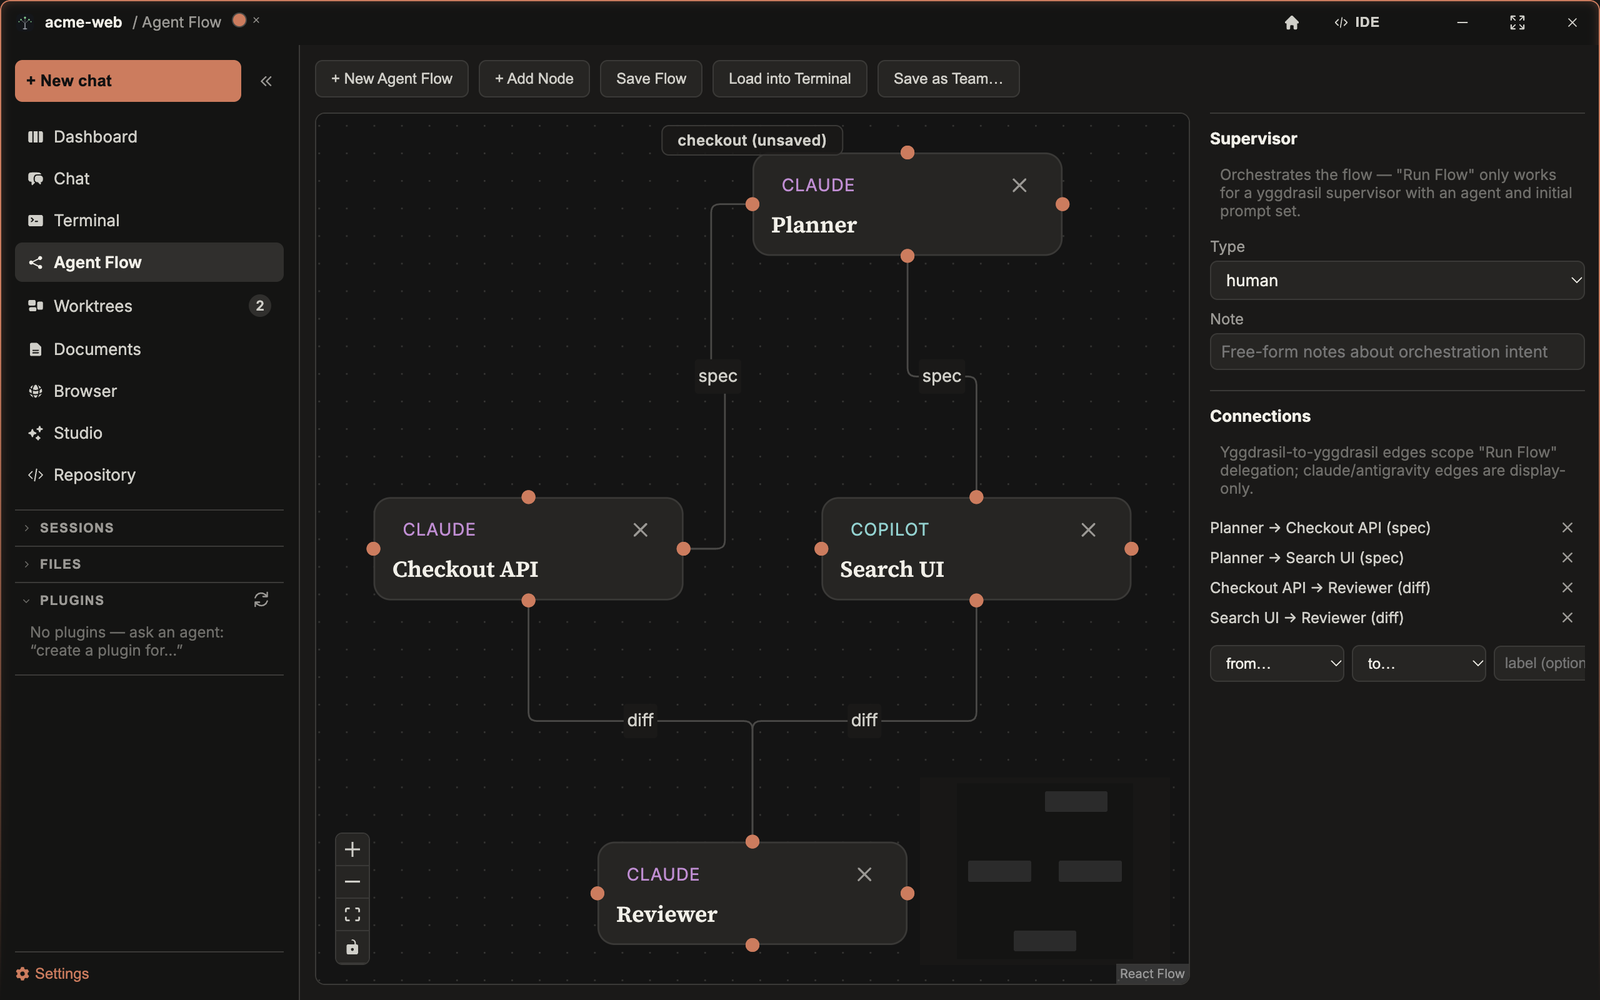 acme-web / Agent Flow ×
</> IDE
+ New chat
«
Dashboard
Chat
Terminal
Agent Flow
Worktrees 2
Documents
Browser
Studio
</> Repository
SESSIONS
FILES
PLUGINS
No plugins — ask an agent:
“create a plugin for...”
Settings
+ New Agent Flow
+ Add Node
Save Flow
Load into Terminal
Save as Team...
checkout (unsaved)
CLAUDE
Planner
spec
spec
CLAUDE
Checkout API
COPILOT
Search UI
diff
diff
CLAUDE
Reviewer
React Flow
Supervisor
Orchestrates the flow — "Run Flow" only works
for a yggdrasil supervisor with an agent and initial
prompt set.
Type
human
Note
Free-form notes about orchestration intent
Connections
Yggdrasil-to-yggdrasil edges scope "Run Flow"
delegation; claude/antigravity edges are display-
only.
Planner → Checkout API (spec)
Planner → Search UI (spec)
Checkout API → Reviewer (diff)
Search UI → Reviewer (diff)
from... to... label (option